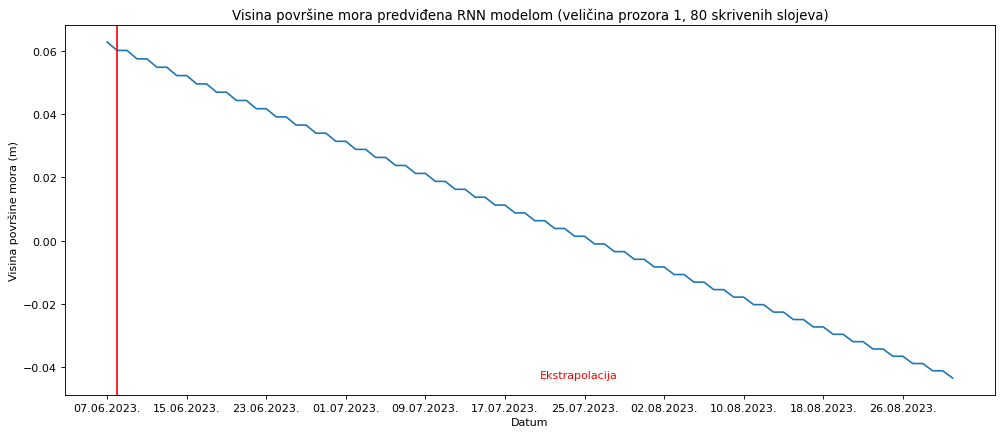 Visina površine mora predviđena RNN modelom (veličina prozora 1, 80 skrivenih slojeva)
Visina površine mora (m)
0.06
0.04
0.02
0.00
−0.02
−0.04
Ekstrapolacija
07.06.2023. 15.06.2023. 23.06.2023. 01.07.2023. 09.07.2023. 17.07.2023. 25.07.2023. 02.08.2023. 10.08.2023. 18.08.2023. 26.08.2023.
Datum